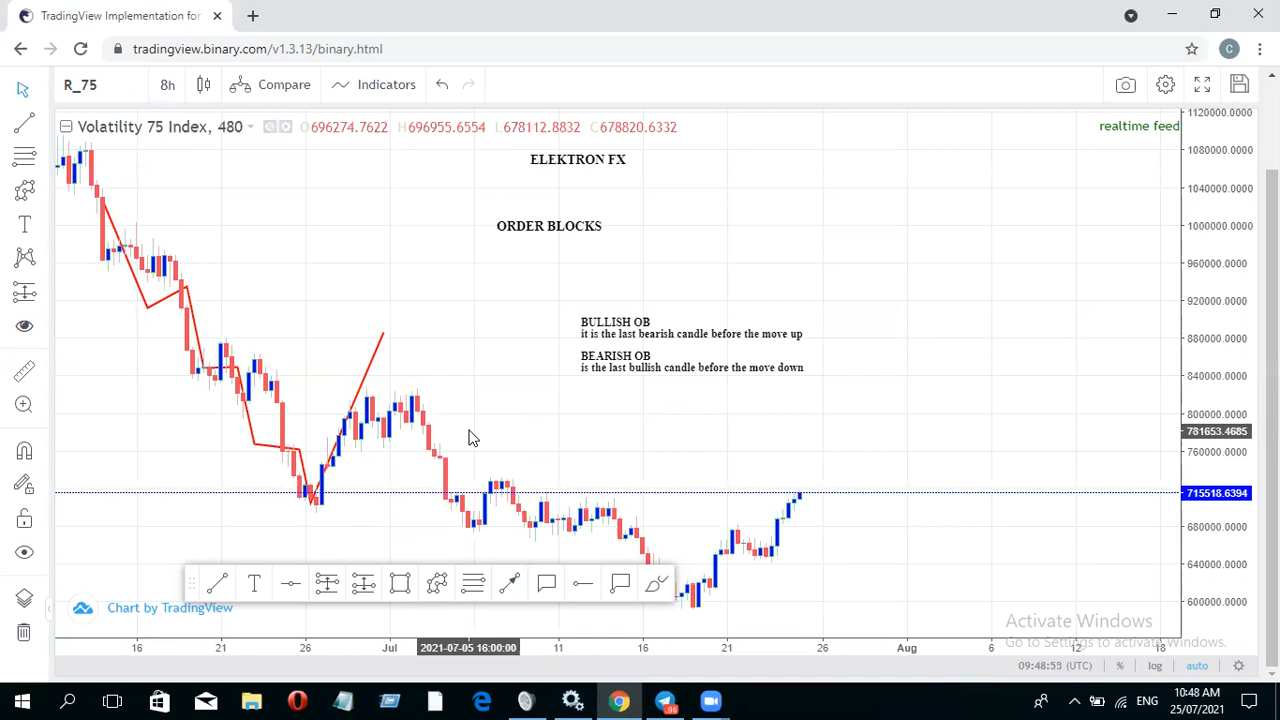 TradingView Implementation for
tradingview.binary.com/v1.3.13/binary.html
C
R_75
8h
Compare
Indicators
Volatility 75 Index, 480
O696274.7622 H696955.6554 L678112.8832 C678820.6332
realtime feed
ELEKTRON FX
ORDER BLOCKS
BULLISH OB
it is the last bearish candle before the move up
BEARISH OB
is the last bullish candle before the move down
1120000.0000
1080000.0000
1040000.0000
1000000.0000
960000.0000
920000.0000
880000.0000
840000.0000
800000.0000
781653.4685
760000.0000
715518.6394
680000.0000
640000.0000
600000.0000
T
T
Chart by TradingView
Activate Windows
Go to Settings to activate Windows.
16 21 26 Jul 2021-07-05 16:00:00 11 16 21 26 Aug 6 12 18
09:48:55 (UTC) % log auto
96
10:48 AM
25/07/2021